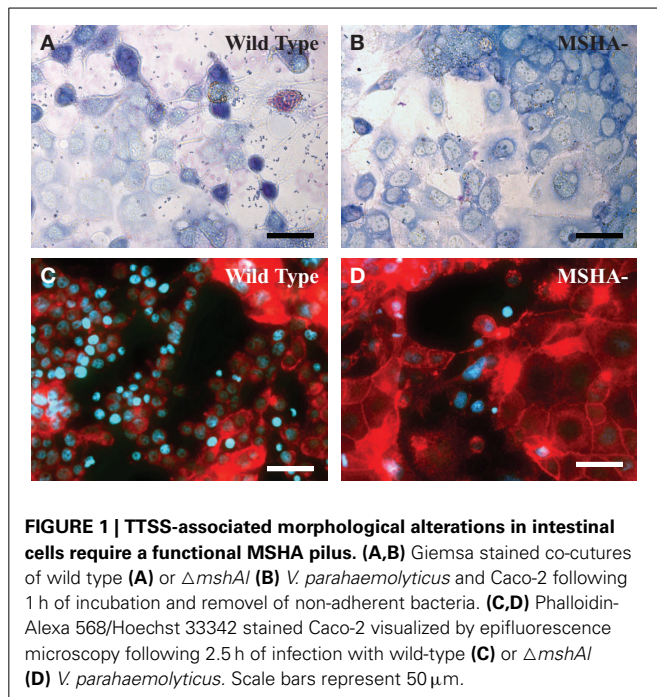 A Wild Type
B MSHA-
C Wild Type
D MSHA-
FIGURE 1 | TTSS-associated morphological alterations in intestinal
cells require a functional MSHA pilus. (A,B) Giemsa stained co-cutures
of wild type (A) or △mshAI (B) V. parahaemolyticus and Caco-2 following
1 h of incubation and removel of non-adherent bacteria. (C,D) Phalloidin-
Alexa 568/Hoechst 33342 stained Caco-2 visualized by epifluorescence
microscopy following 2.5 h of infection with wild-type (C) or △mshAI
(D) V. parahaemolyticus. Scale bars represent 50 μm.